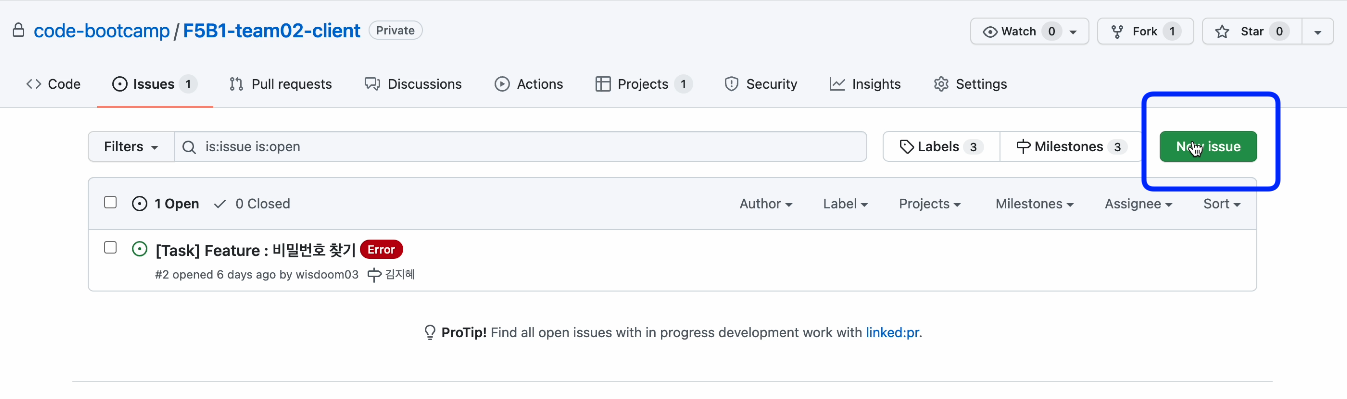 code-bootcamp / F5B1-team02-client Private Watch 0 Fork 1 Star 0
Code Issues 1 Pull requests Discussions Actions Projects 1 Security Insights Settings
Filters is:issue is:open Labels 3 Milestones 3 New issue
1 Open 0 Closed Author Label Projects Milestones Assignee Sort
[Task] Feature : 비밀번호 찾기 Error
#2 opened 6 days ago by wisdoom03 김지혜
ProTip! Find all open issues with in progress development work with linked:pr.